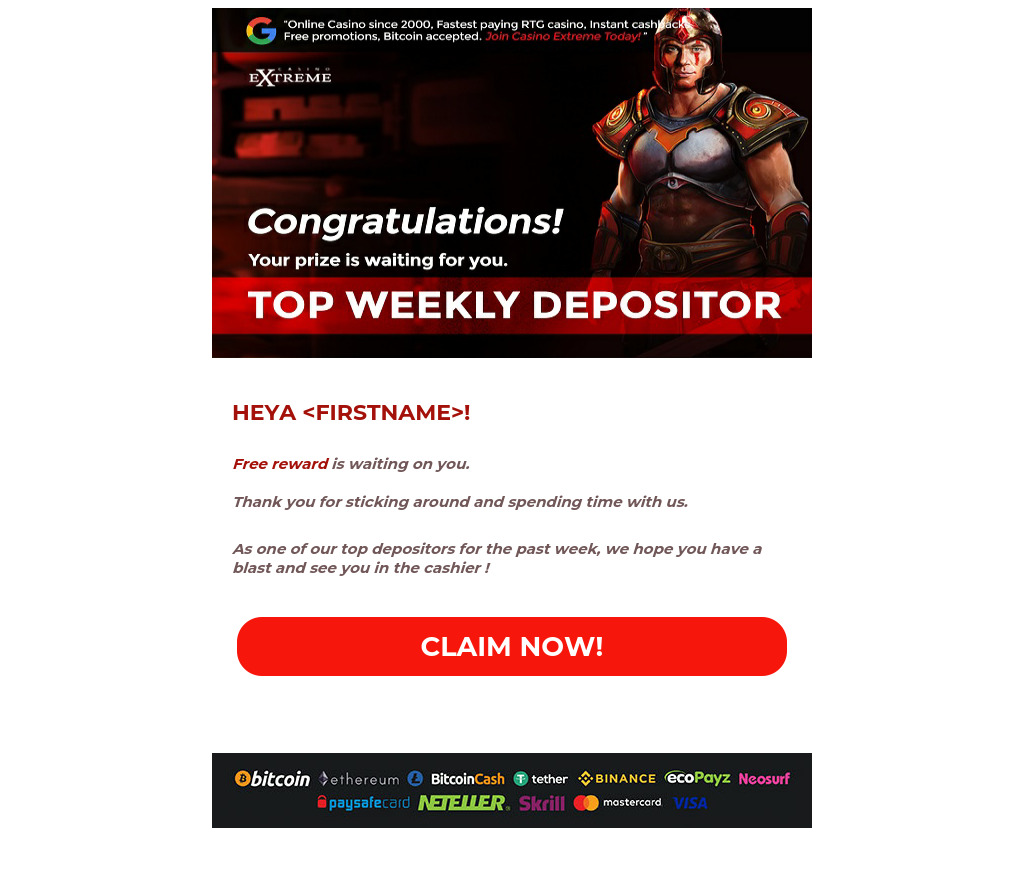 "Online Casino since 2000, Fastest paying RTG casino, Instant cashback,
Free promotions, Bitcoin accepted. Join Casino Extreme Today! "
CASINO
EXTREME
Congratulations!
Your prize is waiting for you.
TOP WEEKLY DEPOSITOR
HEYA <FIRSTNAME>!
Free reward is waiting on you.
Thank you for sticking around and spending time with us.
As one of our top depositors for the past week, we hope you have a
blast and see you in the cashier !
CLAIM NOW!
bitcoin ethereum BitcoinCash tether BINANCE ecoPayz Neosurf
paysafecard NETELLER Skrill mastercard VISA